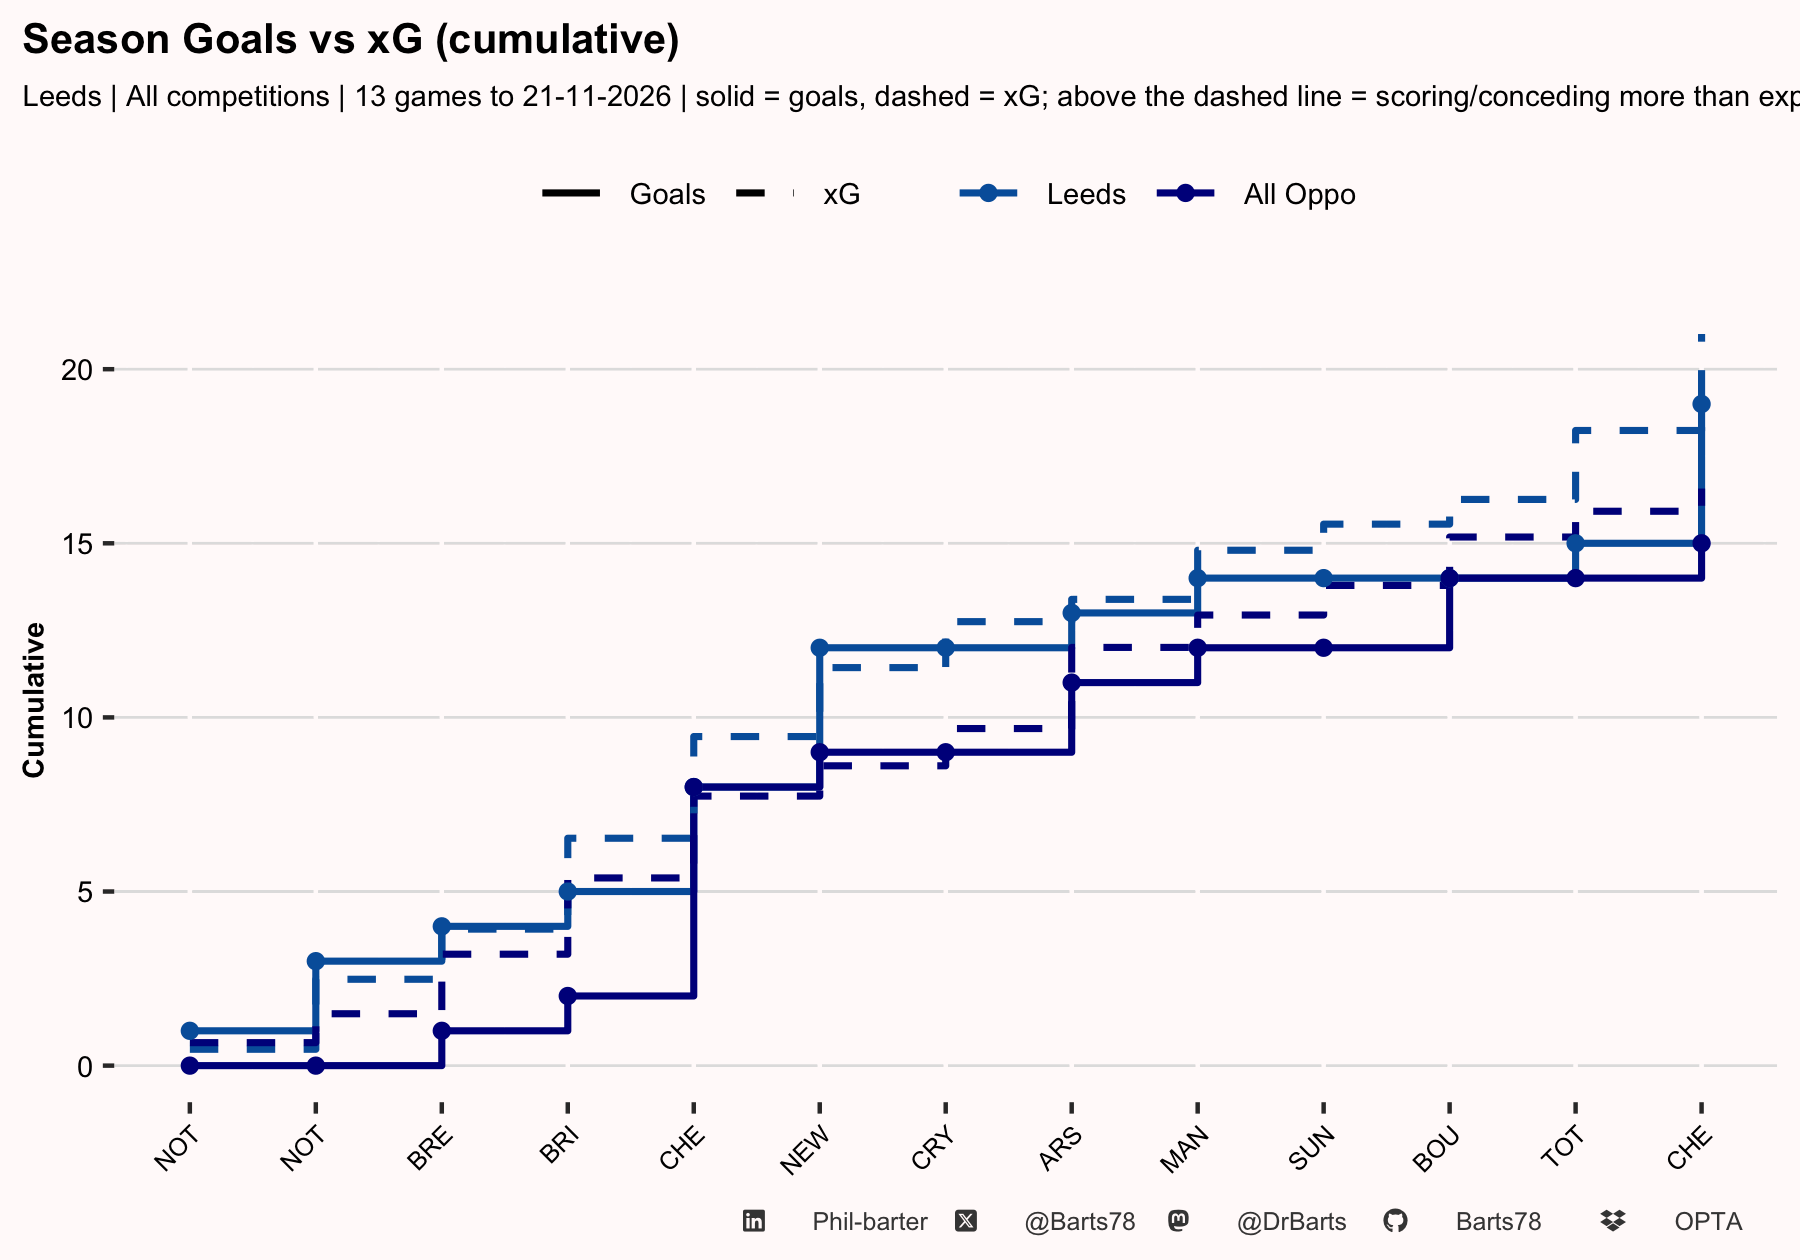 Season Goals vs xG (cumulative)
Leeds | All competitions | 13 games to 21-11-2026 | solid = goals, dashed = xG; above the dashed line = scoring/conceding more than exp
Goals xG Leeds All Oppo
Cumulative
20
15
10
5
0
NOT NOT BRE BRI CHE NEW CRY ARS MAN SUN BOU TOT CHE
Phil-barter @Barts78 @DrBarts Barts78 OPTA